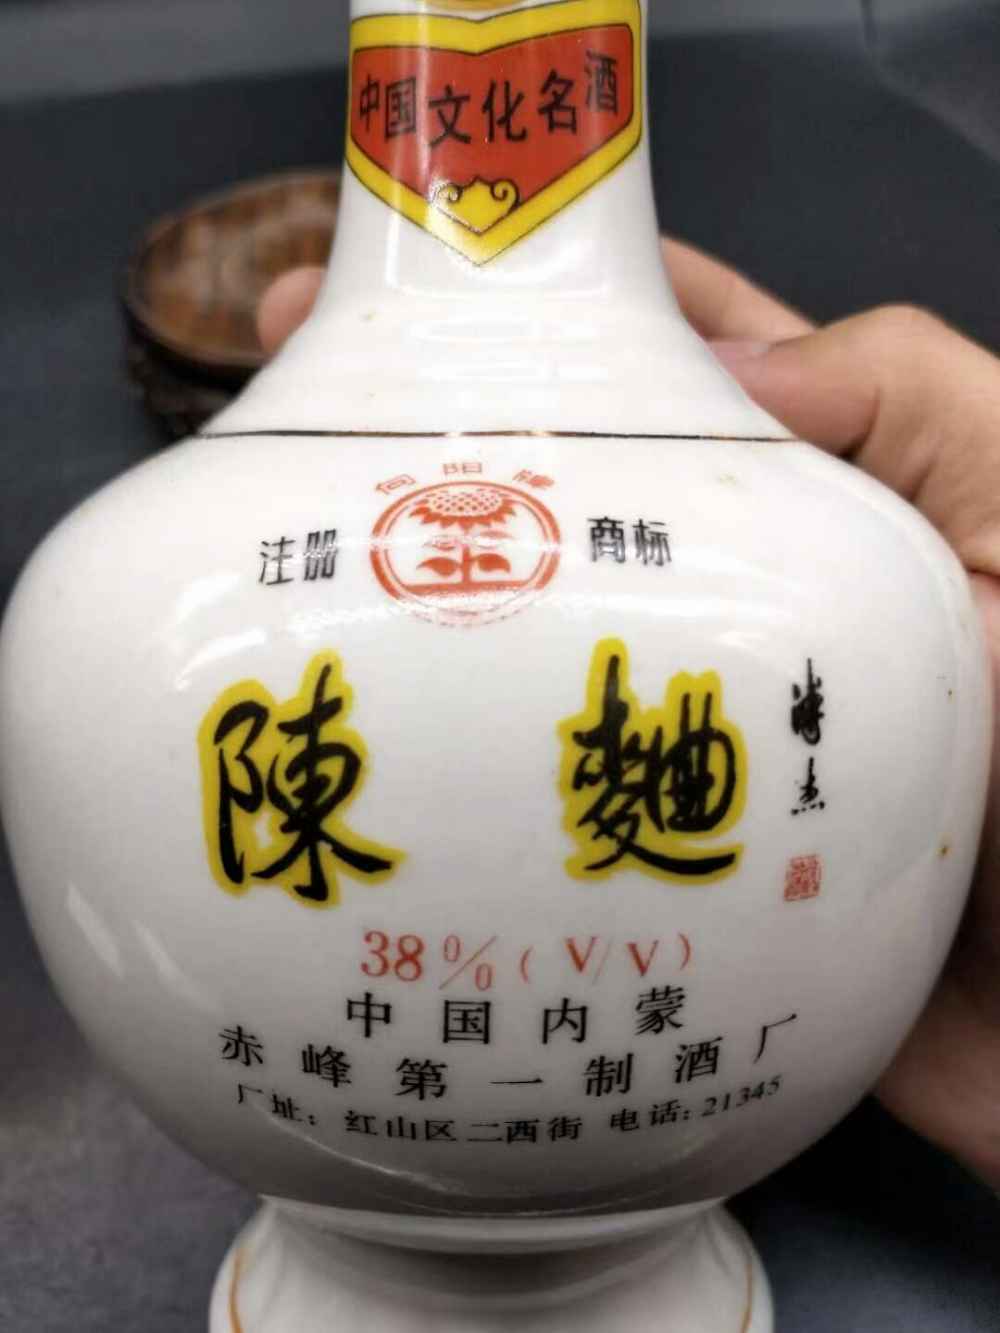 中国文化名酒
向阳牌
注册 商标
陳麯
溥杰
38%(V/V)
中国内蒙
赤峰第一制酒厂
厂址：红山区二西街 电话：21345